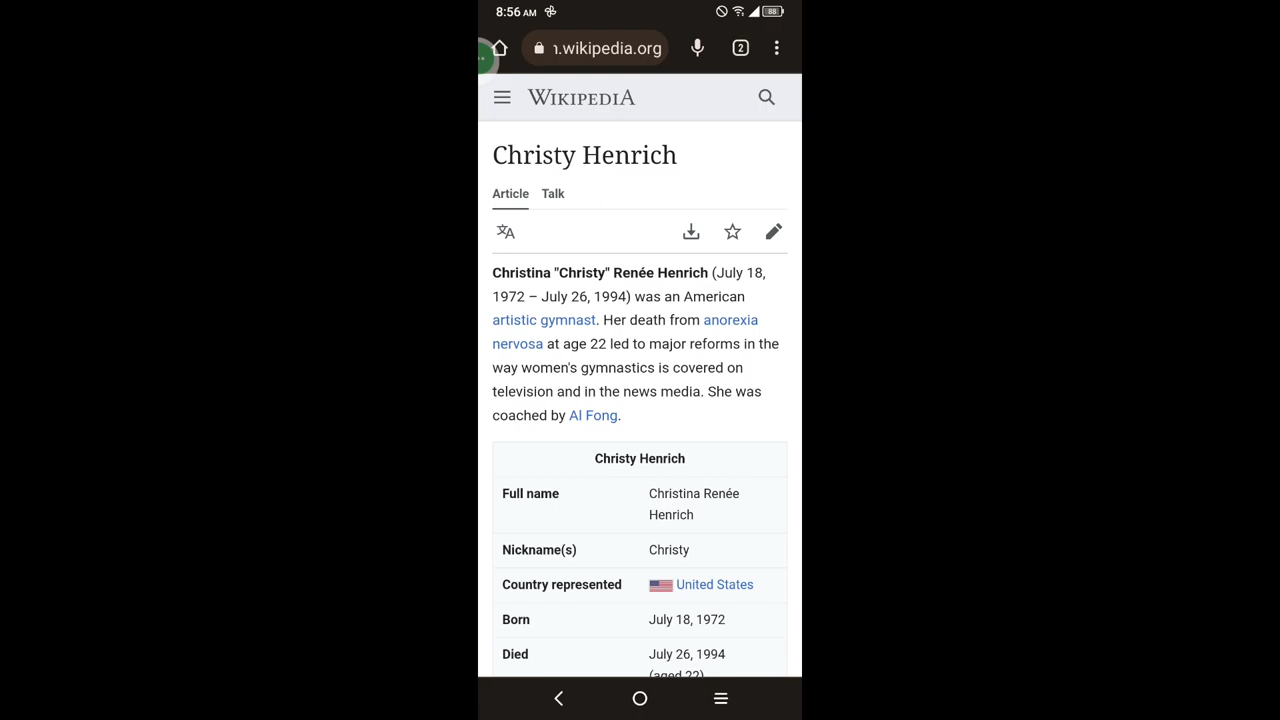 8:56 AM
88
n.wikipedia.org
2
WIKIPEDIA
Christy Henrich
Article Talk
Christina "Christy" Renée Henrich (July 18,
1972 – July 26, 1994) was an American
artistic gymnast. Her death from anorexia
nervosa at age 22 led to major reforms in the
way women's gymnastics is covered on
television and in the news media. She was
coached by Al Fong.
Christy Henrich
Full name Christina Renée
Henrich
Nickname(s) Christy
Country represented United States
Born July 18, 1972
Died July 26, 1994
(aged 22)